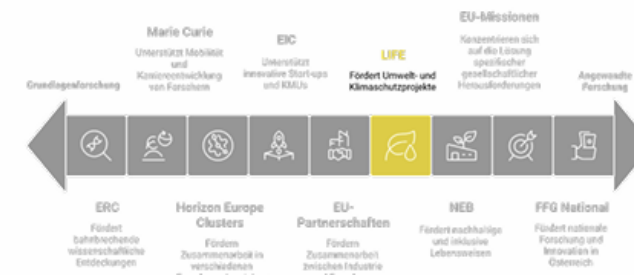 EU-Missionen
Konzentrieren sich
auf die Lösung
spezifischer
gesellschaftlicher
Herausforderungen
Marie Curie
Unterstützt Mobilität
und
Karriereentwicklung
von Forschern
EIC
Unterstützt
innovative Start-ups
und KMUs
LIFE
Fördert Umwelt- und
Klimaschutzprojekte
Grundlagenforschung
Angewandte
Forschung
ERC
Fördert
bahnbrechende
wissenschaftliche
Entdeckungen
Horizon Europe
Clusters
Fördern
Zusammenarbeit in
verschiedenen
EU-
Partnerschaften
Fördern
Zusammenarbeit
zwischen Industrie
NEB
Fördert nachhaltige
und inklusive
Lebensweisen
FFG National
Fördert nationale
Forschung und
Innovation in
Österreich